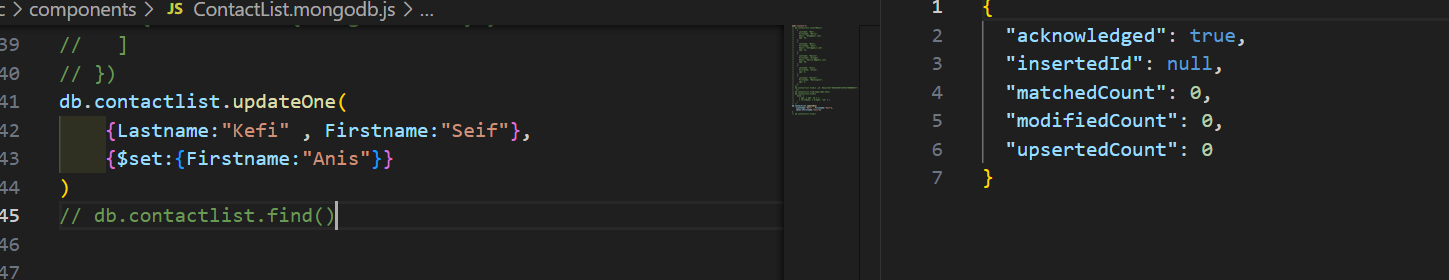 c > components > JS ContactList.mongodb.js > ...
39 //   ]
40 // })
41 db.contactlist.updateOne(
42     {Lastname:"Kefi" , Firstname:"Seif"},
43     {$set:{Firstname:"Anis"}}
44 )
45 // db.contactlist.find()
46
47
1 {
2   "acknowledged": true,
3   "insertedId": null,
4   "matchedCount": 0,
5   "modifiedCount": 0,
6   "upsertedCount": 0
7 }